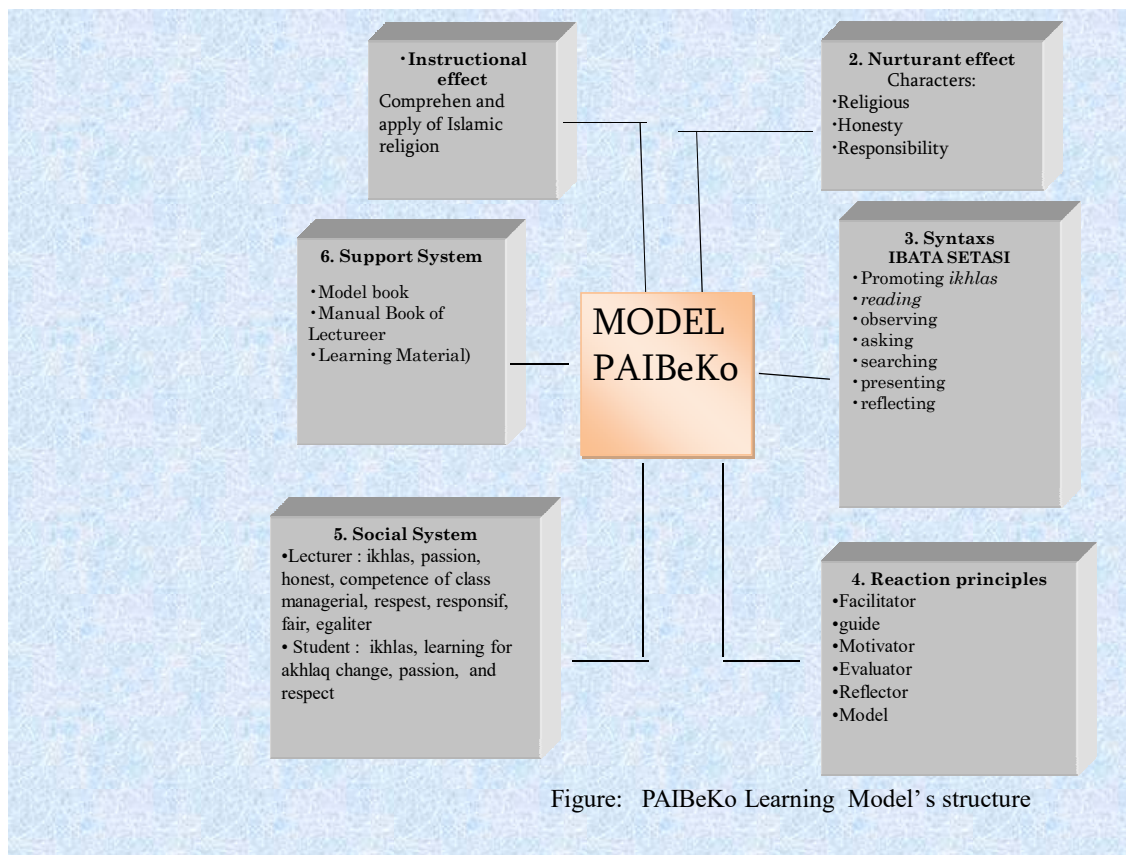 •Instructional
effect
Comprehen and
apply of Islamic
religion
2. Nurturant effect
Characters:
•Religious
•Honesty
•Responsibility
6. Support System
•Model book
•Manual Book of
Lectureer
•Learning Material)
MODEL
PAIBeKo
3. Syntaxs
IBATA SETASI
•Promoting ikhlas
•reading
•observing
•asking
•searching
•presenting
•reflecting
5. Social System
•Lecturer : ikhlas, passion,
honest, competence of class
managerial, respest, responsif,
fair, egaliter
• Student : ikhlas, learning for
akhlaq change, passion, and
respect
4. Reaction principles
•Facilitator
•guide
•Motivator
•Evaluator
•Reflector
•Model
Figure: PAIBeKo Learning Model's structure